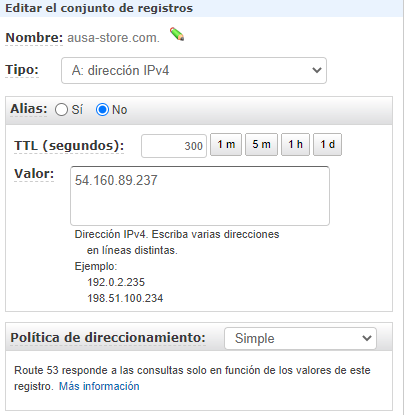 Editar el conjunto de registros
Nombre: ausa-store.com.
Tipo: A: dirección IPv4
Alias: Sí No
TTL (segundos): 300 1 m 5 m 1 h 1 d
Valor: 54.160.89.237
Dirección IPv4. Escriba varias direcciones
en líneas distintas.
Ejemplo:
192.0.2.235
198.51.100.234
Política de direccionamiento: Simple
Route 53 responde a las consultas solo en función de los valores de este
registro. Más información